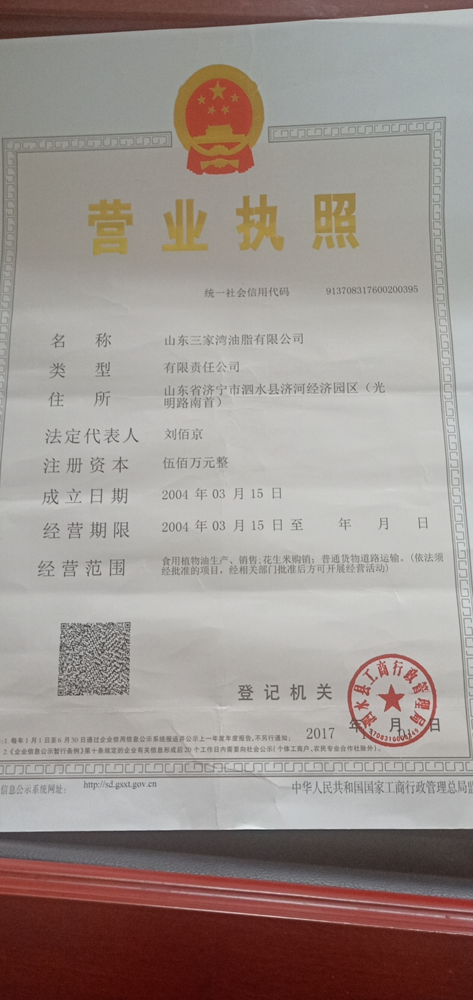 营业执照
统一社会信用代码 913708317600200395
名称 山东三家湾油脂有限公司
类型 有限责任公司
住所 山东省济宁市泗水县济河经济园区（光
明路南首）
法定代表人 刘佰京
注册资本 伍佰万元整
成立日期 2004 年 03 月 15 日
经营期限 2004 年 03 月 15 日 至 年 月 日
经营范围 食用植物油生产、销售;花生米购销；普通货物道路运输。(依法须
经批准的项目，经相关部门批准后方可开展经营活动)
登记机关
泗水县工商行政管理局
2017 年 月 日
1. 每年1月1日至6月30日通过企业信用信息公示系统报送并公示上一年度年度报告,不另行通知;
2.《企业信息公示暂行条例》第十条规定的企业有关信息形成后20个工作日内需要向社会公示(个体工商户、农民专业合作社除外)。
信息公示系统网址: http://sd.gsxt.gov.cn
中华人民共和国国家工商行政管理总局监